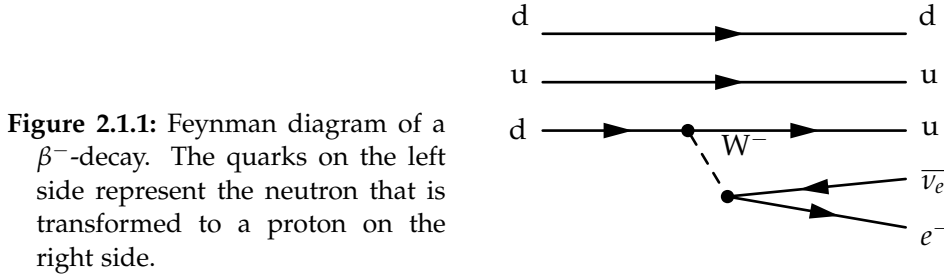 Figure 2.1.1: Feynman diagram of a
β⁻-decay. The quarks on the left
side represent the neutron that is
transformed to a proton on the
right side.
d d
u u
d u
W⁻
ν̅ₑ
e⁻